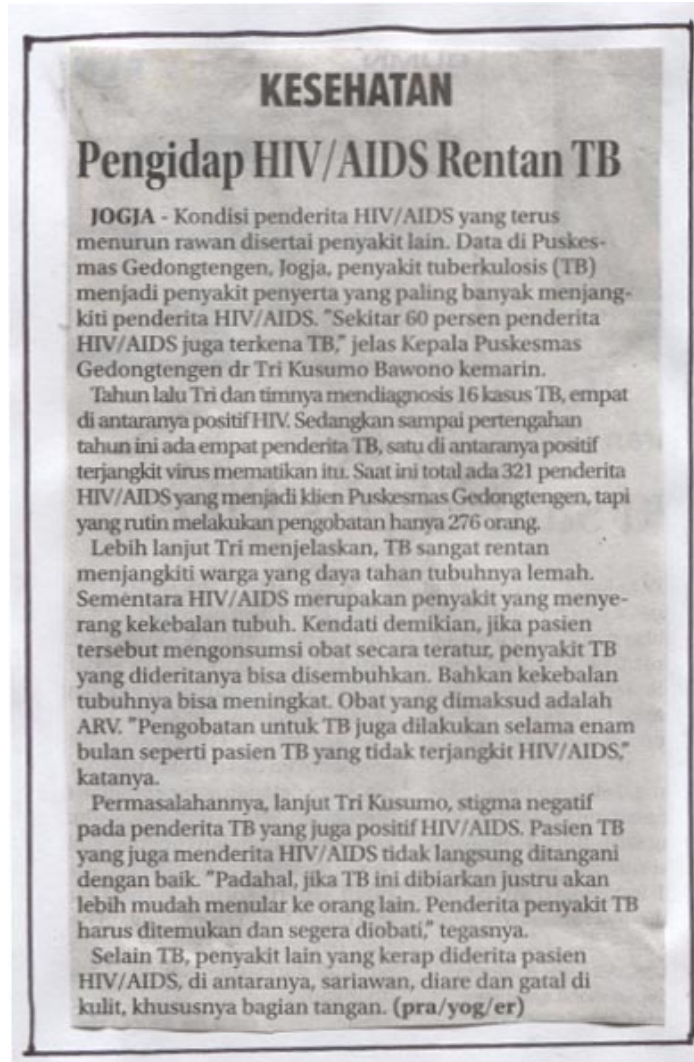 KESEHATAN
Pengidap HIV/AIDS Rentan TB
JOGJA - Kondisi penderita HIV/AIDS yang terus
menurun rawan disertai penyakit lain. Data di Puskes-
mas Gedongtengen, Jogja, penyakit tuberkulosis (TB)
menjadi penyakit penyerta yang paling banyak menjang-
kiti penderita HIV/AIDS. "Sekitar 60 persen penderita
HIV/AIDS juga terkena TB," jelas Kepala Puskesmas
Gedongtengen dr Tri Kusumo Bawono kemarin.
Tahun lalu Tri dan timnya mendiagnosis 16 kasus TB, empat
di antaranya positif HIV. Sedangkan sampai pertengahan
tahun ini ada empat penderita TB, satu di antaranya positif
terjangkit virus mematikan itu. Saat ini total ada 321 penderita
HIV/AIDS yang menjadi klien Puskesmas Gedongtengen, tapi
yang rutin melakukan pengobatan hanya 276 orang.
Lebih lanjut Tri menjelaskan, TB sangat rentan
menjangkiti warga yang daya tahan tubuhnya lemah.
Sementara HIV/AIDS merupakan penyakit yang menye-
rang kekebalan tubuh. Kendati demikian, jika pasien
tersebut mengonsumsi obat secara teratur, penyakit TB
yang dideritanya bisa disembuhkan. Bahkan kekebalan
tubuhnya bisa meningkat. Obat yang dimaksud adalah
ARV. "Pengobatan untuk TB juga dilakukan selama enam
bulan seperti pasien TB yang tidak terjangkit HIV/AIDS,"
katanya.
Permasalahannya, lanjut Tri Kusumo, stigma negatif
pada penderita TB yang juga positif HIV/AIDS. Pasien TB
yang juga menderita HIV/AIDS tidak langsung ditangani
dengan baik. "Padahal, jika TB ini dibiarkan justru akan
lebih mudah menular ke orang lain. Penderita penyakit TB
harus ditemukan dan segera diobati," tegasnya.
Selain TB, penyakit lain yang kerap diderita pasien
HIV/AIDS, di antaranya, sariawan, diare dan gatal di
kulit, khususnya bagian tangan. (pra/yog/er)